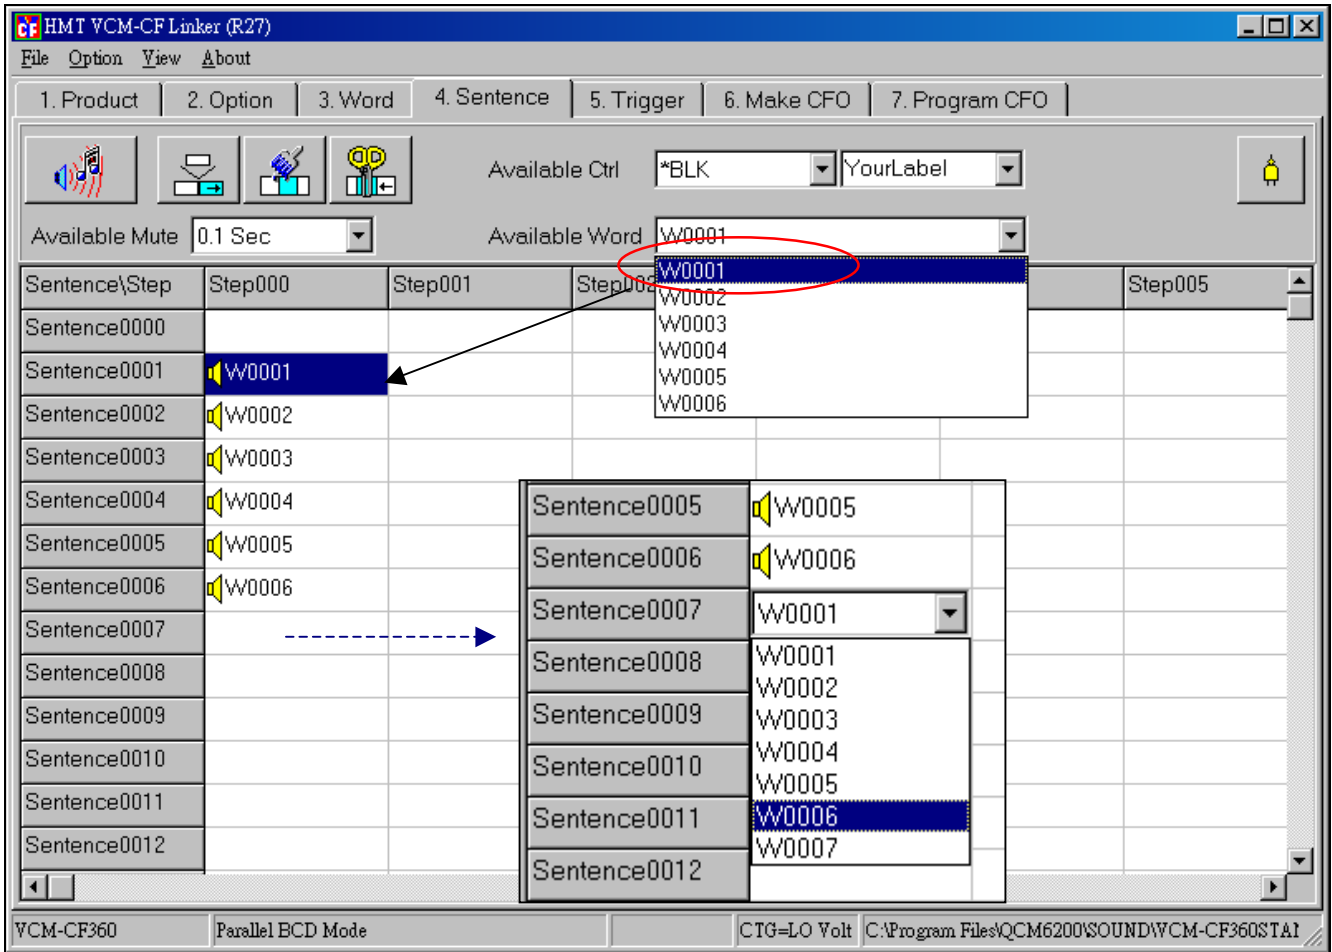 HMT VCM-CF Linker (R27)
File Option View About
1. Product 2. Option 3. Word 4. Sentence 5. Trigger 6. Make CFO 7. Program CFO
Available Ctrl *BLK YourLabel
Available Mute 0.1 Sec Available Word W0001
W0001
W0002
W0003
W0004
W0005
W0006
Sentence\Step Step000 Step001 Step002 Step005
Sentence0000
Sentence0001 W0001
Sentence0002 W0002
Sentence0003 W0003
Sentence0004 W0004
Sentence0005 W0005
Sentence0006 W0006
Sentence0007
Sentence0008
Sentence0009
Sentence0010
Sentence0011
Sentence0012
Sentence0005 W0005
Sentence0006 W0006
Sentence0007 W0001
Sentence0008
Sentence0009
Sentence0010
Sentence0011
Sentence0012
W0001
W0002
W0003
W0004
W0005
W0006
W0007
VCM-CF360 Parallel BCD Mode CTG=LO Volt C:\Program Files\QCM6200\SOUND\VCM-CF360STA